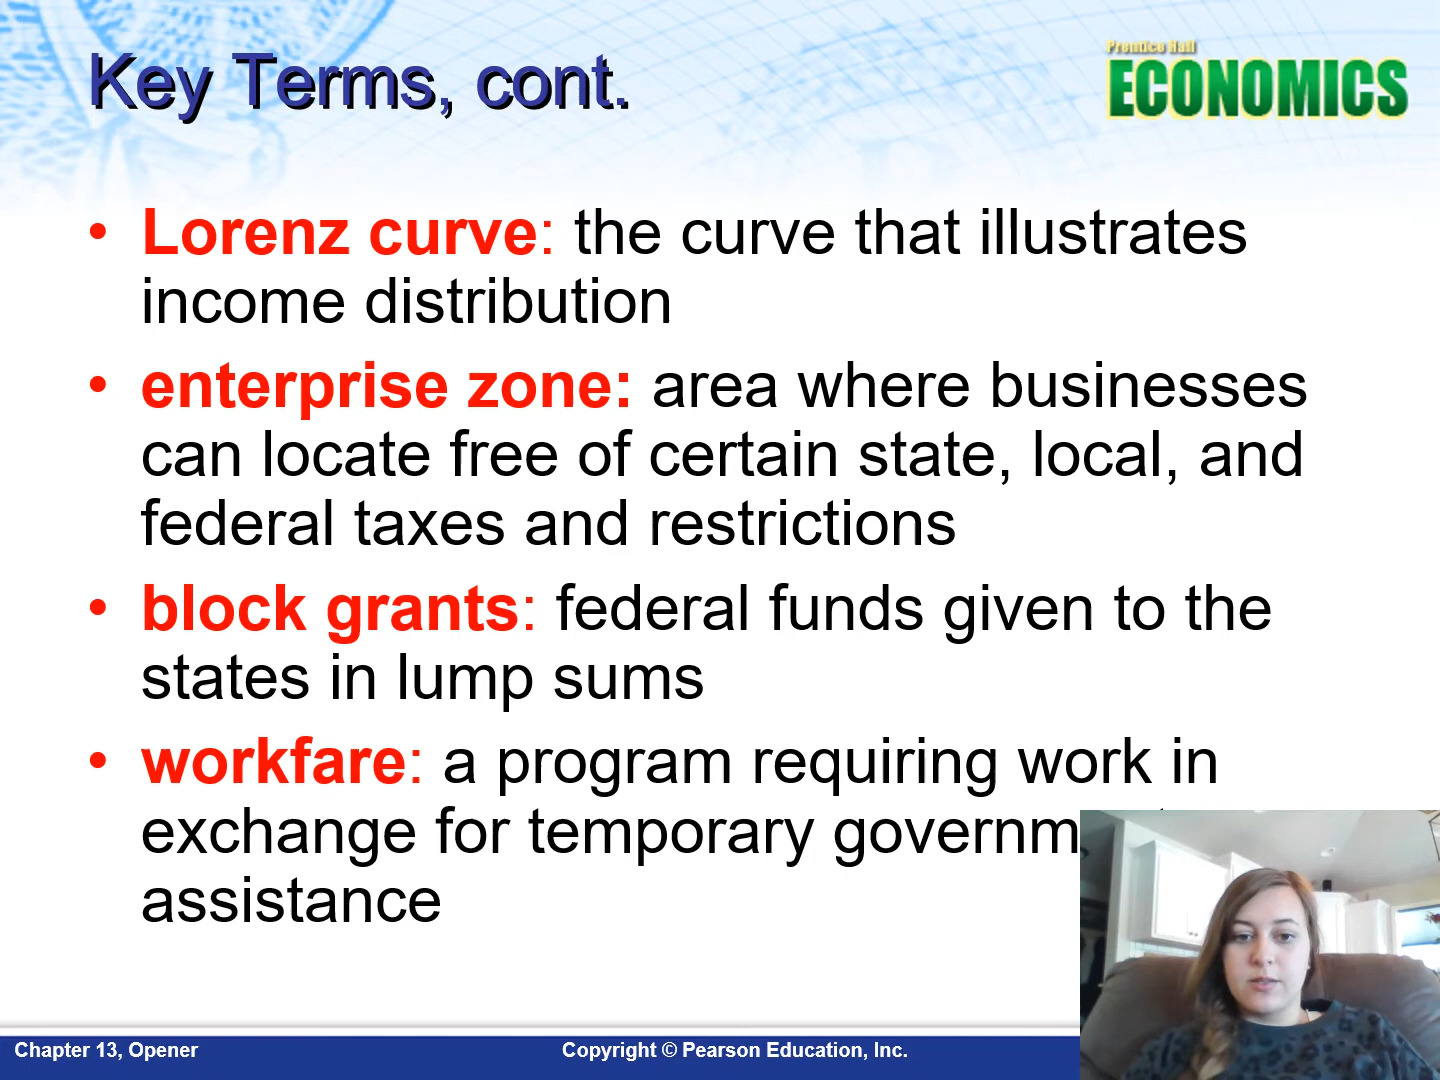 Key Terms, cont.
Prentice Hall
ECONOMICS
• Lorenz curve: the curve that illustrates
income distribution
• enterprise zone: area where businesses
can locate free of certain state, local, and
federal taxes and restrictions
• block grants: federal funds given to the
states in lump sums
• workfare: a program requiring work in
exchange for temporary
assistance
Chapter 13, Opener
Copyright © Pearson Education, Inc.